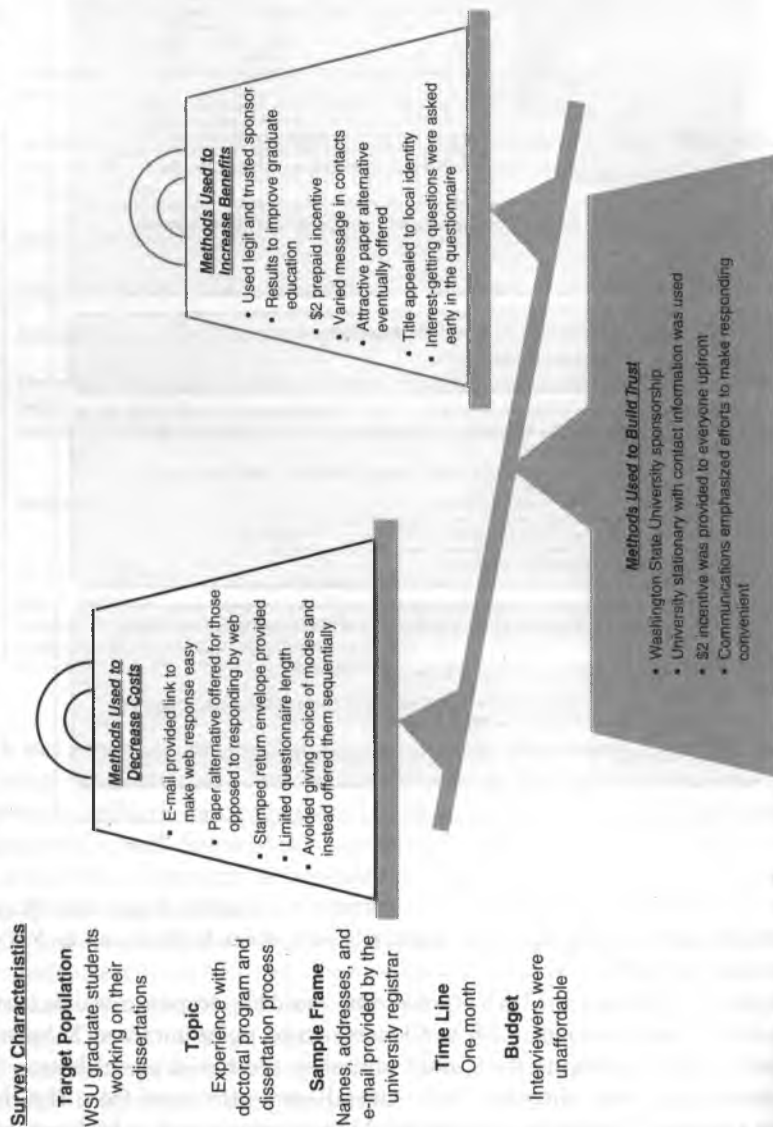 Survey Characteristics
Target Population
WSU graduate students
working on their
dissertations
Topic
Experience with
doctoral program and
dissertation process
Sample Frame
Names, addresses, and
e-mail provided by the
university registrar
Time Line
One month
Budget
Interviewers were
unaffordable
Methods Used to
Decrease Costs
• E-mail provided link to
make web response easy
• Paper alternative offered for those
opposed to responding by web
• Stamped return envelope provided
• Limited questionnaire length
• Avoided giving choice of modes and
instead offered them sequentially
Methods Used to
Increase Benefits
• Used legit and trusted sponsor
• Results to improve graduate
education
• $2 prepaid incentive
• Varied message in contacts
• Attractive paper alternative
eventually offered
• Title appealed to local identity
• Interest-getting questions were asked
early in the questionnaire
Methods Used to Build Trust
• Washington State University sponsorship
• University stationary with contact information was used
• $2 incentive was provided to everyone upfront
• Communications emphasized efforts to make responding
convenient